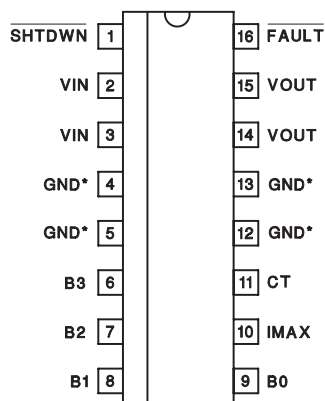 SHTDWN 1 16 FAULT
VIN 2 15 VOUT
VIN 3 14 VOUT
GND* 4 13 GND*
GND* 5 12 GND*
B3 6 11 CT
B2 7 10 IMAX
B1 8 9 B0